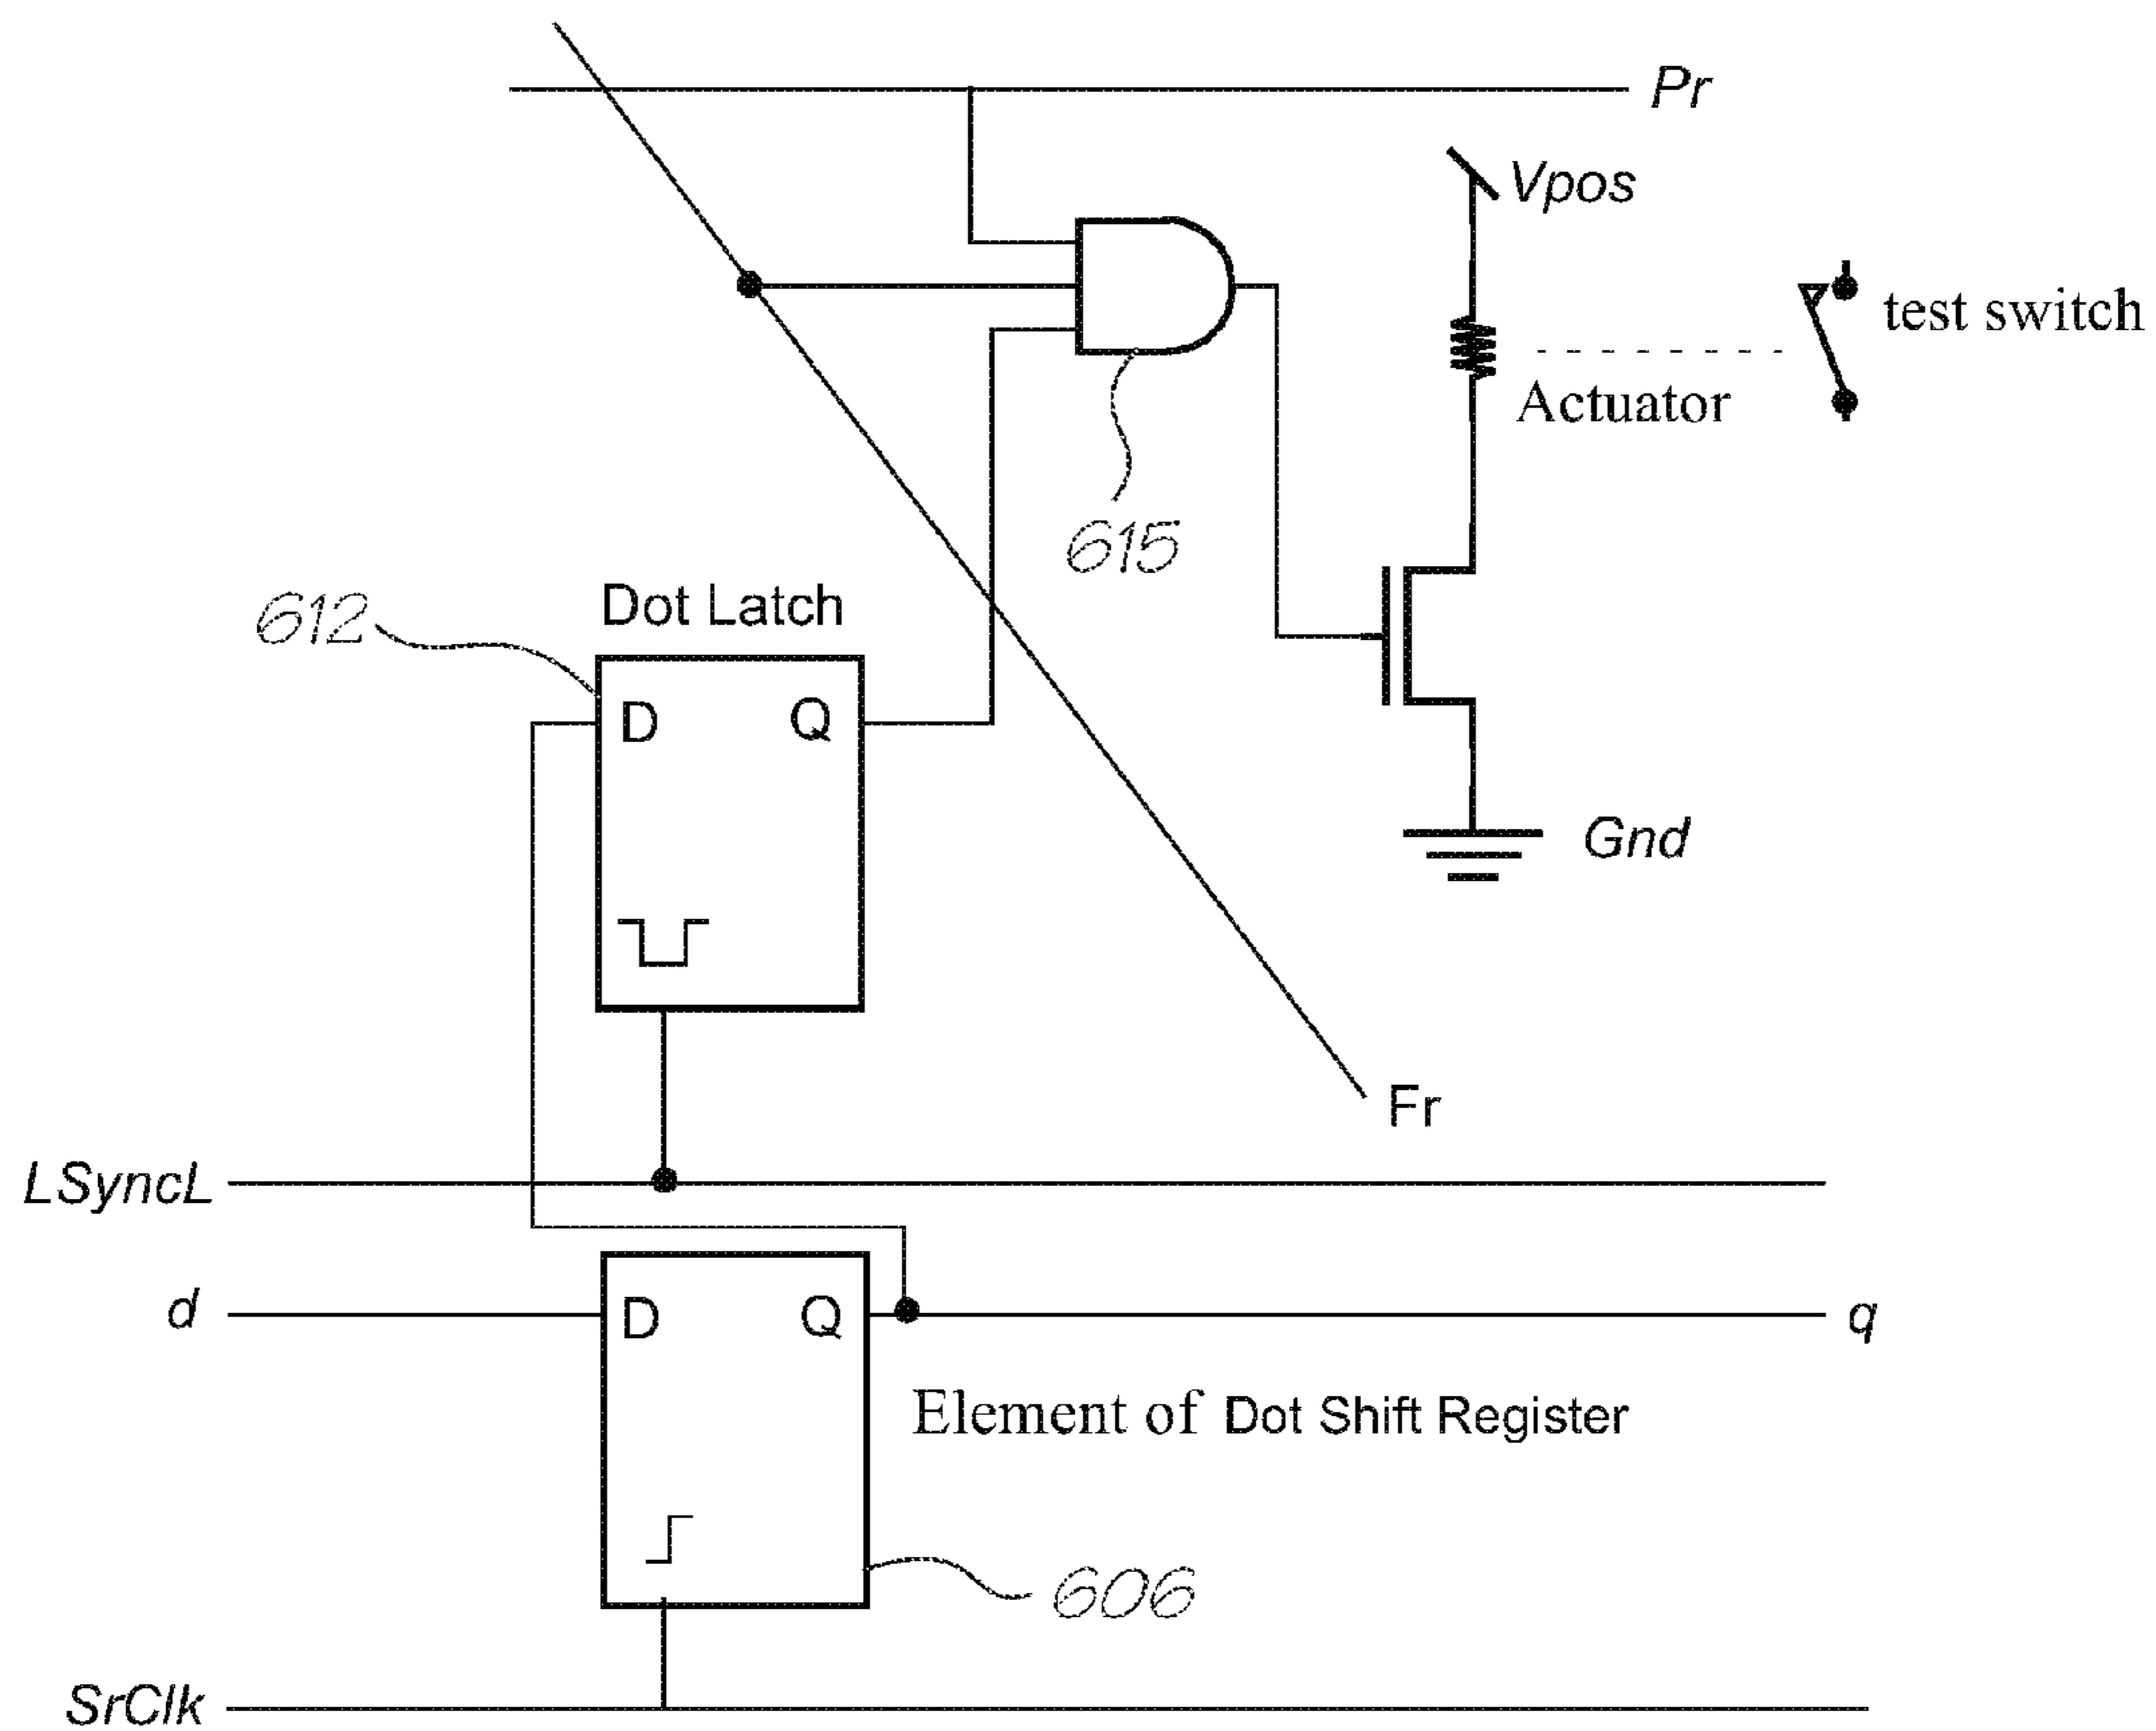 Pr
Vpos
test switch
Actuator
615
612
Dot Latch
D Q
Gnd
Fr
LSyncL
d
D Q
q
Element of Dot Shift Register
606
SrClk